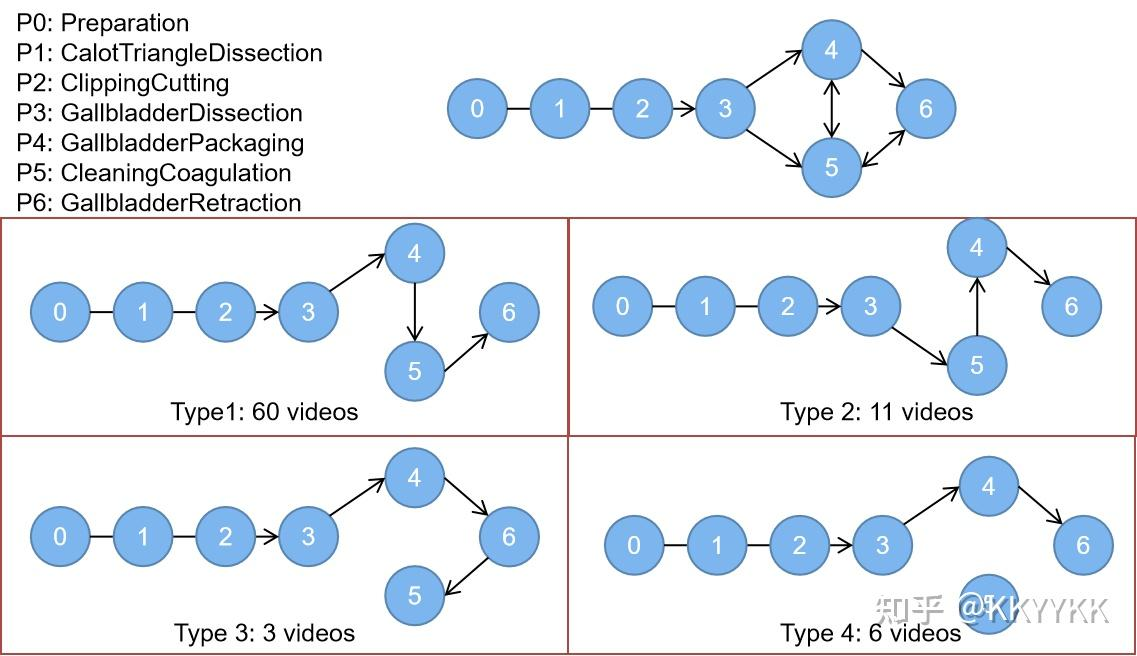 P0: Preparation
P1: CalotTriangleDissection
P2: ClippingCutting
P3: GallbladderDissection
P4: GallbladderPackaging
P5: CleaningCoagulation
P6: GallbladderRetraction
4
0 1 2 3 6
5
4
0 1 2 3 6
5
Type1: 60 videos
4
0 1 2 3 6
5
Type 2: 11 videos
4
0 1 2 3 6
5
Type 3: 3 videos
4
0 1 2 3 6
5
Type 4: 6 videos
知乎 @KKYYKK